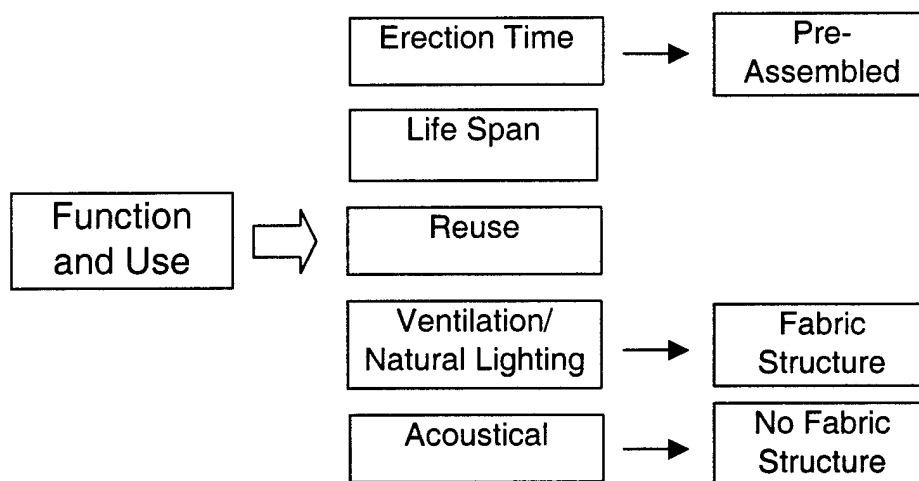 Erection Time
Pre-
Assembled
Life Span
Function
and Use
Reuse
Ventilation/
Natural Lighting
Fabric
Structure
Acoustical
No Fabric
Structure